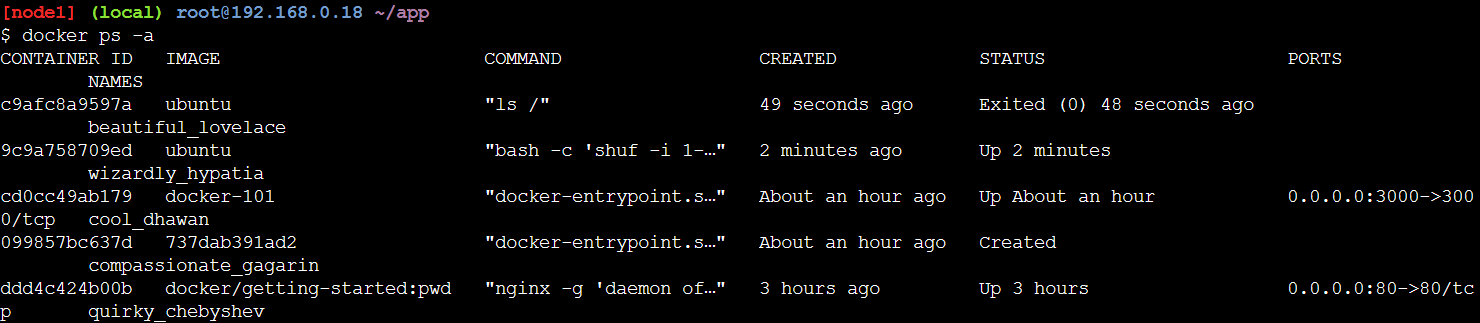 [node1] (local) root@192.168.0.18 ~/app
$ docker ps -a
CONTAINER ID   IMAGE                        COMMAND                  CREATED             STATUS                      PORTS
        NAMES
c9afc8a9597a   ubuntu                       "ls /"                   49 seconds ago      Exited (0) 48 seconds ago
        beautiful_lovelace
9c9a758709ed   ubuntu                       "bash -c 'shuf -i 1-…"   2 minutes ago       Up 2 minutes
        wizardly_hypatia
cd0cc49ab179   docker-101                   "docker-entrypoint.s…"   About an hour ago   Up About an hour            0.0.0.0:3000->300
0/tcp   cool_dhawan
099857bc637d   737dab391ad2                 "docker-entrypoint.s…"   About an hour ago   Created
        compassionate_gagarin
ddd4c424b00b   docker/getting-started:pwd   "nginx -g 'daemon of…"   3 hours ago         Up 3 hours                  0.0.0.0:80->80/tc
p       quirky_chebyshev